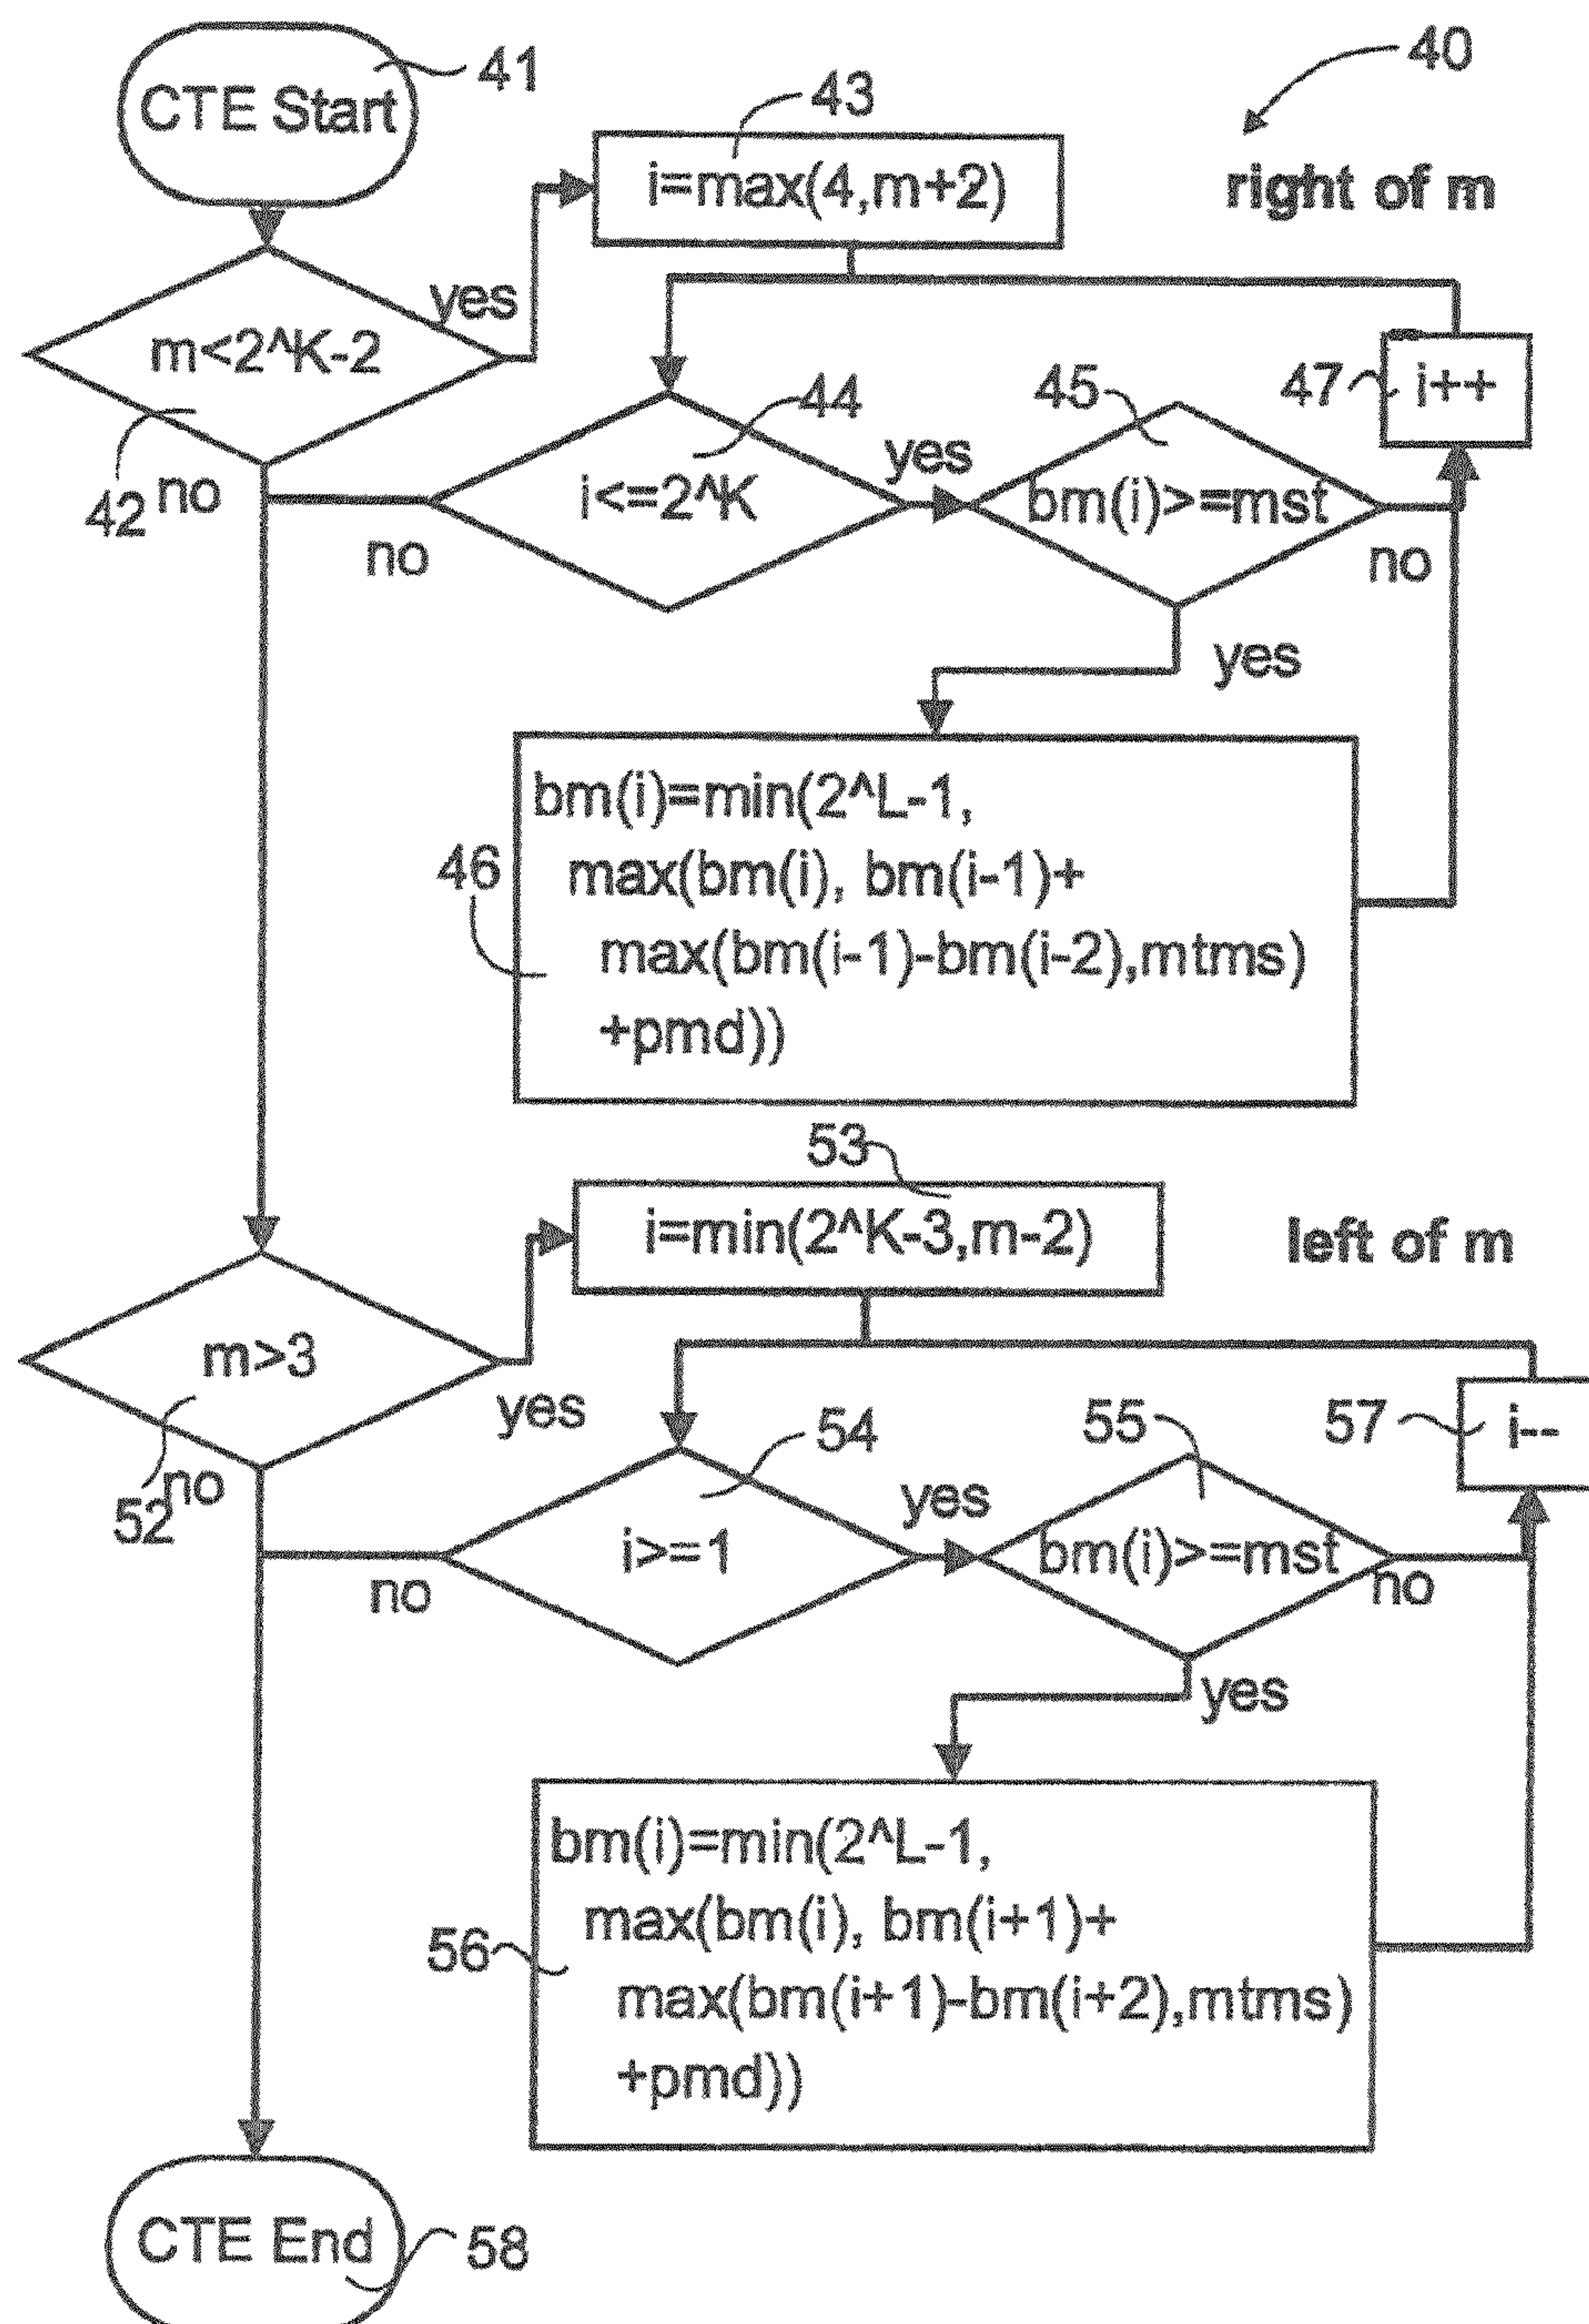 40
CTE Start
41
43
i=max(4,m+2)
right of m
yes
m<2^K-2
42
no
44
i<=2^K
yes
no
45
bm(i)>=mst
no
47
i++
yes
46
bm(i)=min(2^L-1,
max(bm(i), bm(i-1)+
max(bm(i-1)-bm(i-2),mtms)
+pmd))
53
i=min(2^K-3,m-2)
left of m
m>3
yes
52
no
54
i>=1
yes
no
55
bm(i)>=mst
no
57
i--
yes
56
bm(i)=min(2^L-1,
max(bm(i), bm(i+1)+
max(bm(i+1)-bm(i+2),mtms)
+pmd))
CTE End
58